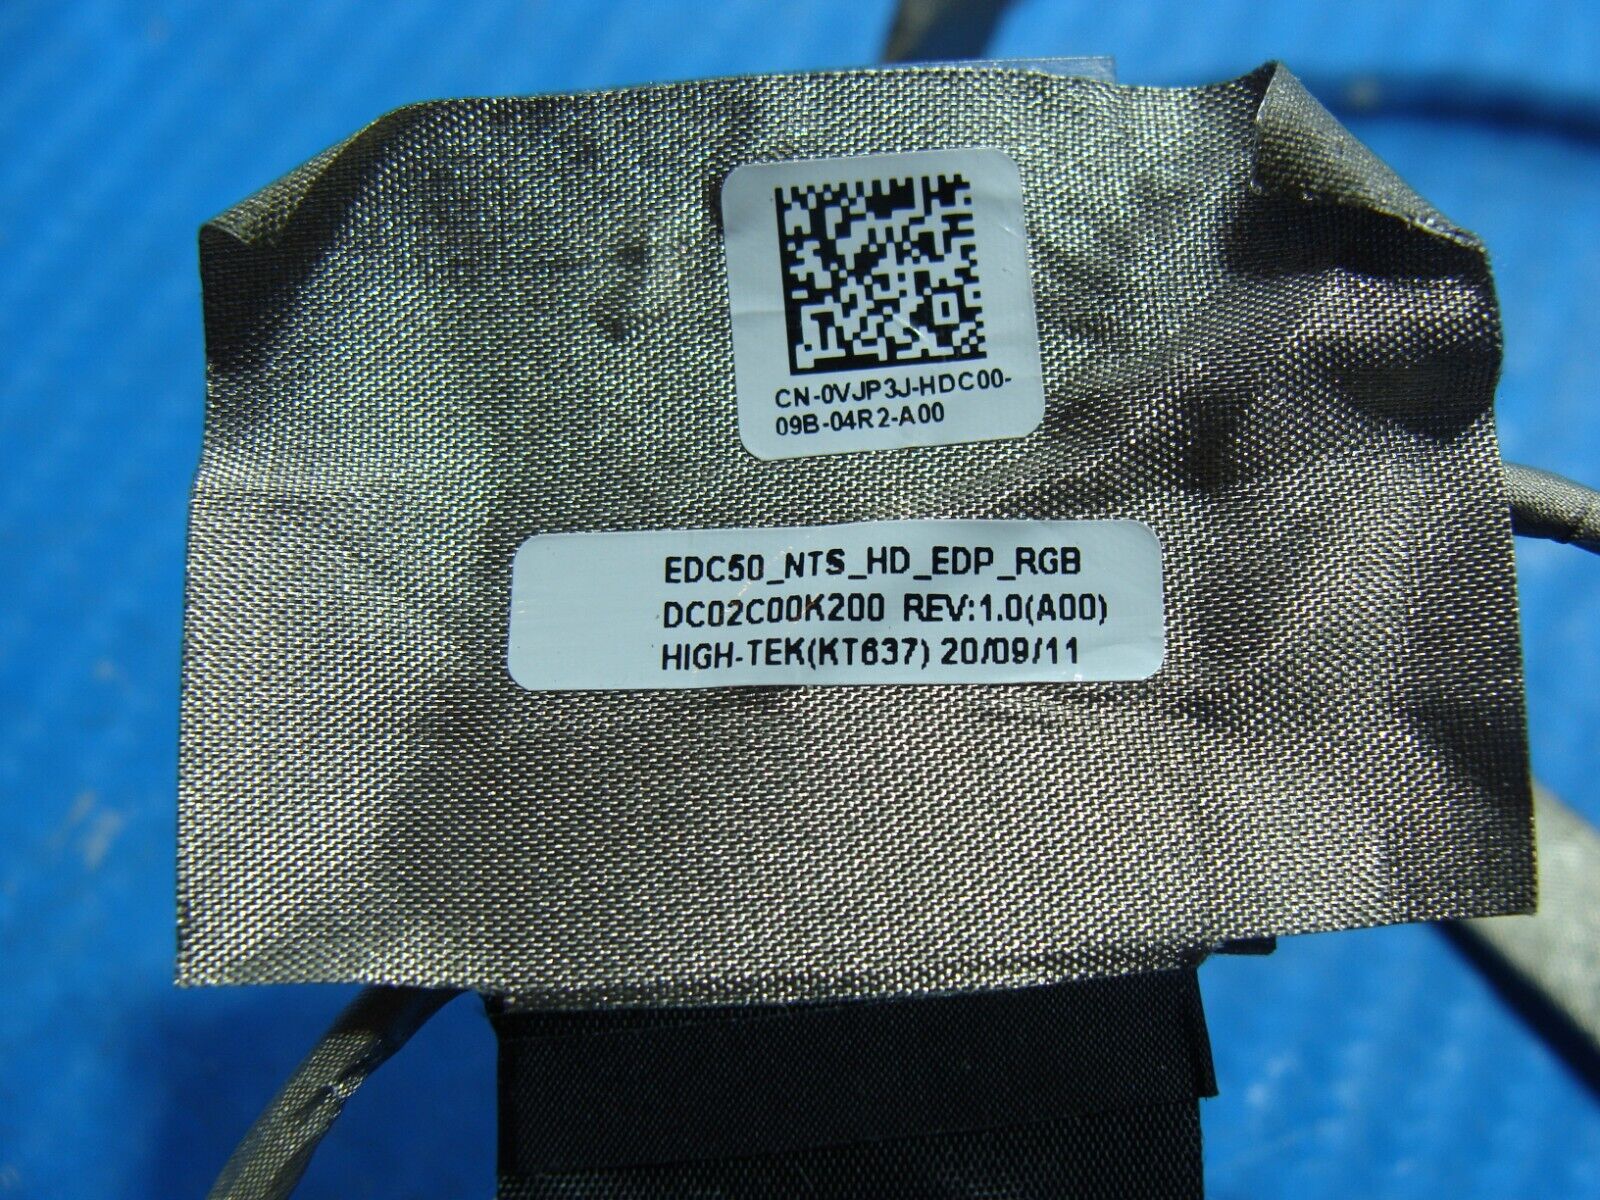 CN-0VJP3J-HDC00-
09B-04R2-A00
EDC50_NTS_HD_EDP_RGB
DC02C00K200 REV:1.0(A00)
HIGH-TEK(KT637) 20/09/11